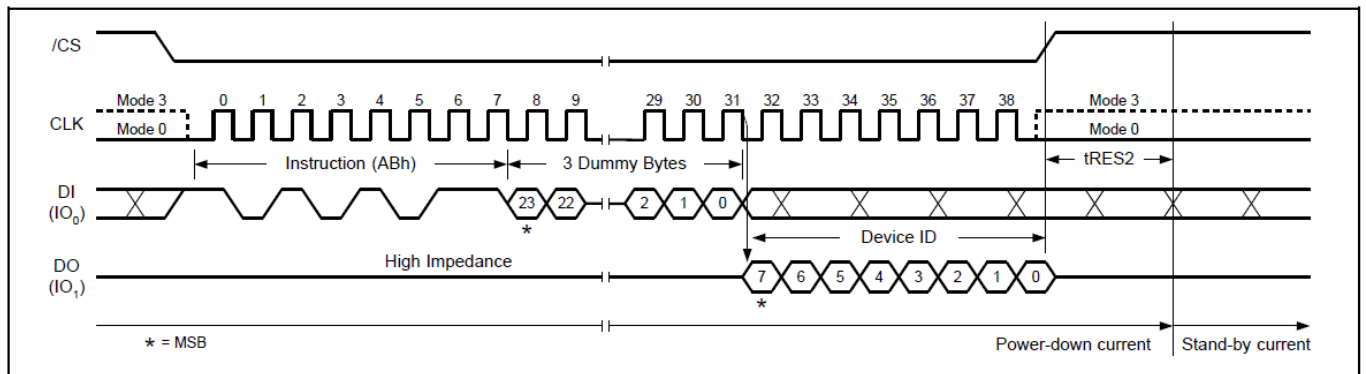 /CS
Mode 3 0 1 2 3 4 5 6 7 8 9 29 30 31 32 33 34 35 36 37 38 Mode 3
CLK
Mode 0 Mode 0
Instruction (ABh) 3 Dummy Bytes tRES2
DI
(IO0) 23 22 2 1 0
*
Device ID
DO High Impedance
(IO1) 7 6 5 4 3 2 1 0
*
* = MSB Power-down current Stand-by current